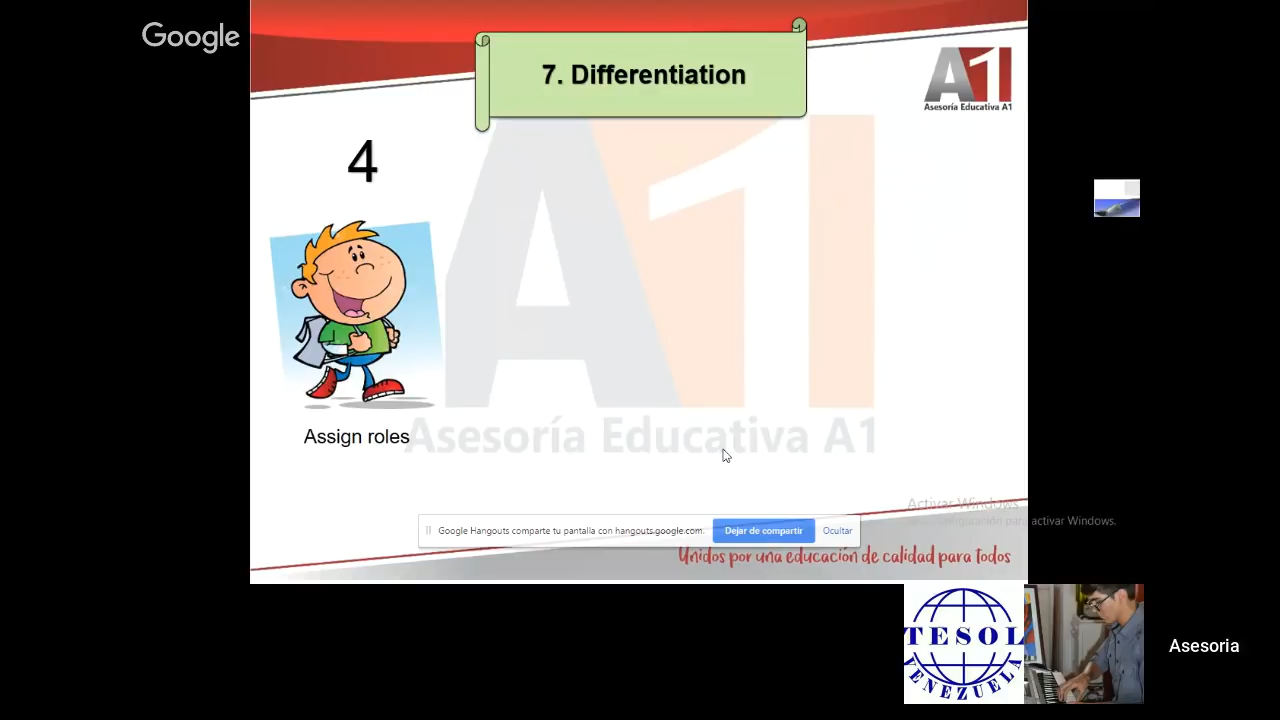 Google
7. Differentiation
A1
Asesoría Educativa A1
4
Assign roles
A1
Asesoría Educativa A1
Activar Windows
activar Windows.
Google Hangouts comparte tu pantalla con hangouts.google.com.
Dejar de compartir
Ocultar
Unidos por una educación de calidad para todos
TESOL
VENEZUELA
Asesoria